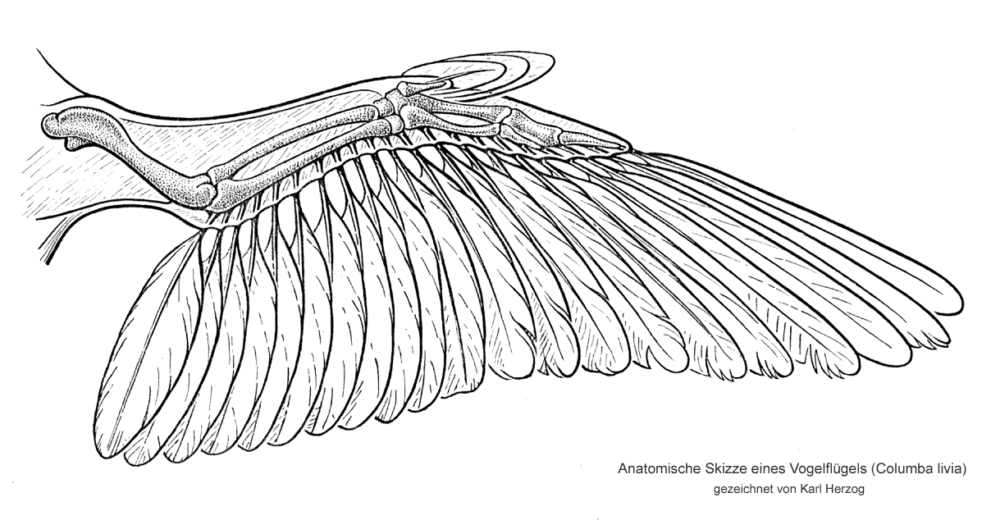 Anatomische Skizze eines Vogelflügels (Columba livia)
gezeichnet von Karl Herzog